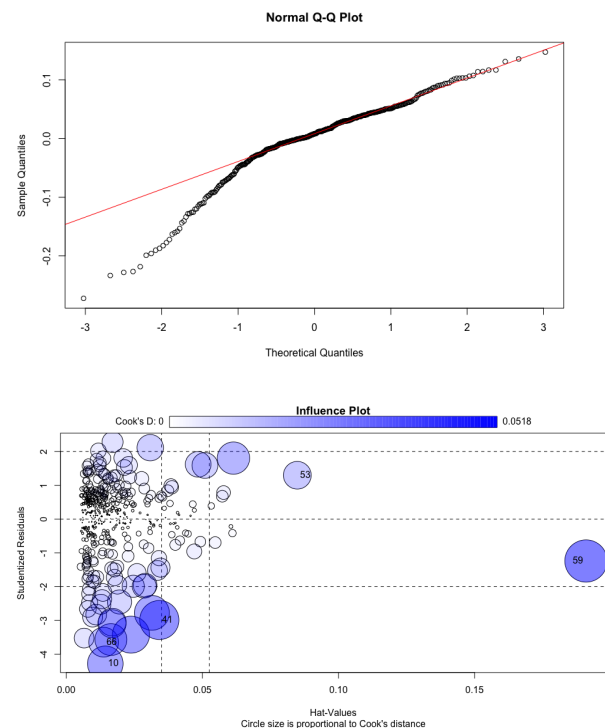 Normal Q-Q Plot
0.1
0.0
-0.1
-0.2
Sample Quantiles
-3 -2 -1 0 1 2 3
Theoretical Quantiles
Influence Plot
Cook's D: 0 0.0518
2
1
0
-1
-2
-3
-4
Studentized Residuals
53
59
41
66
10
0.00 0.05 0.10 0.15
Hat-Values
Circle size is proportional to Cook's distance